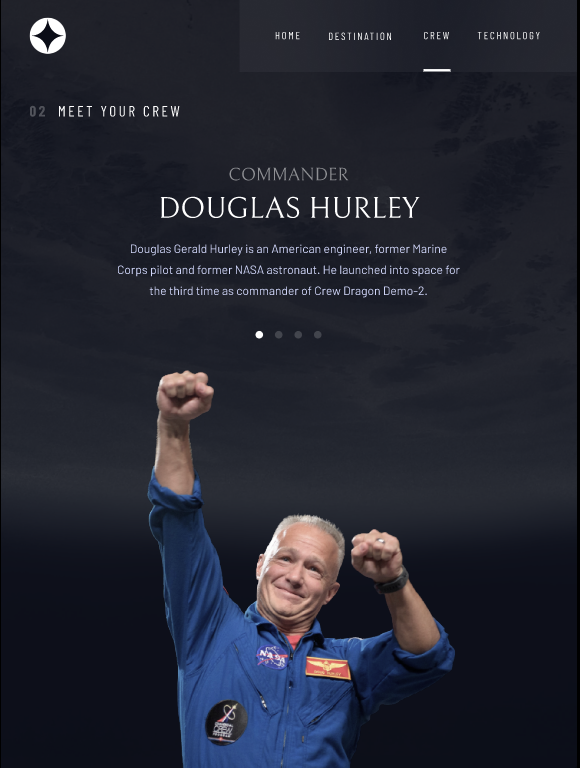 HOME
DESTINATION
CREW
TECHNOLOGY
02 MEET YOUR CREW
COMMANDER
DOUGLAS HURLEY
Douglas Gerald Hurley is an American engineer, former Marine
Corps pilot and former NASA astronaut. He launched into space for
the third time as commander of Crew Dragon Demo-2.
NASA
CREW